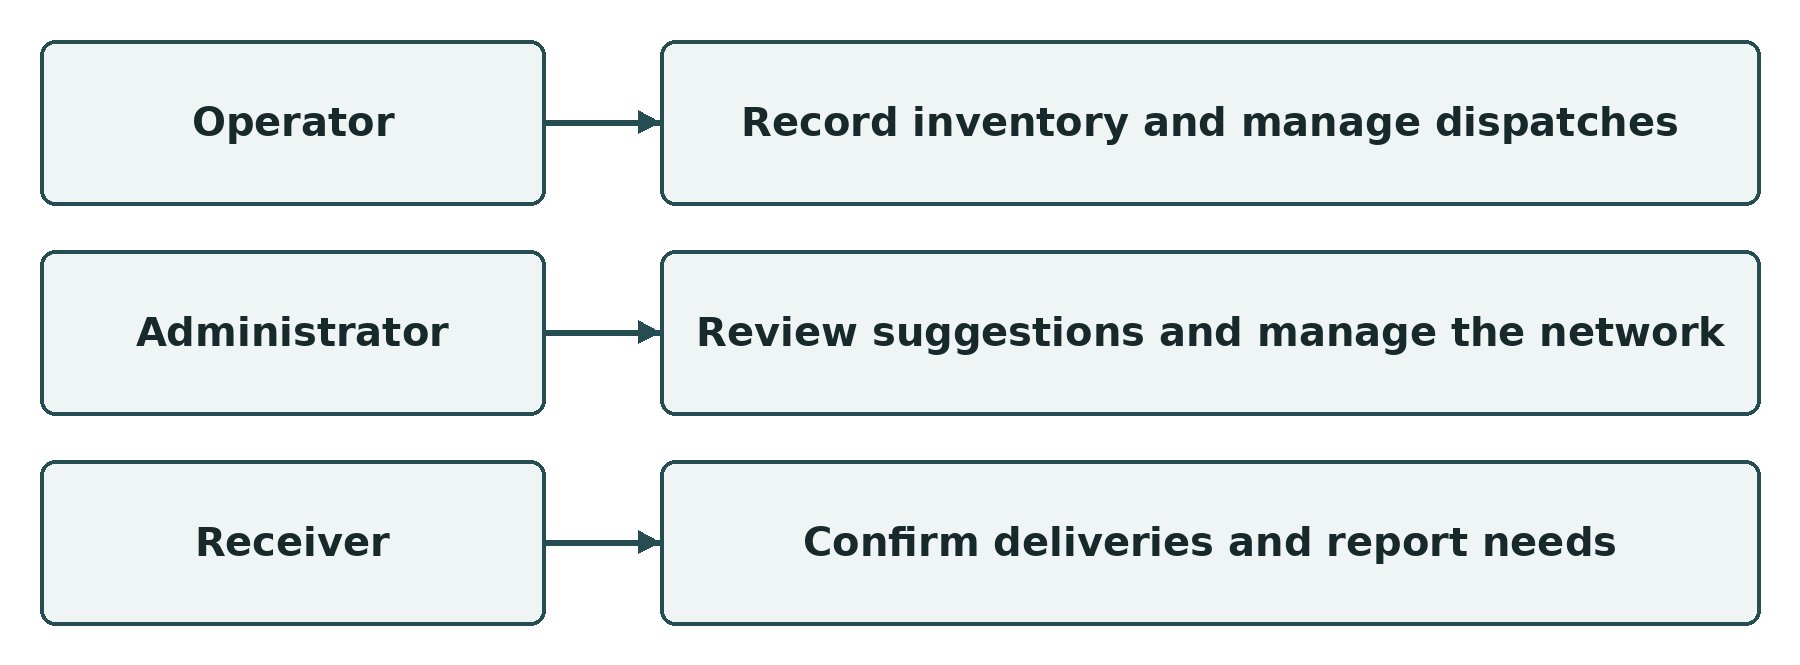 Operator
Record inventory and manage dispatches
Administrator
Review suggestions and manage the network
Receiver
Confirm deliveries and report needs